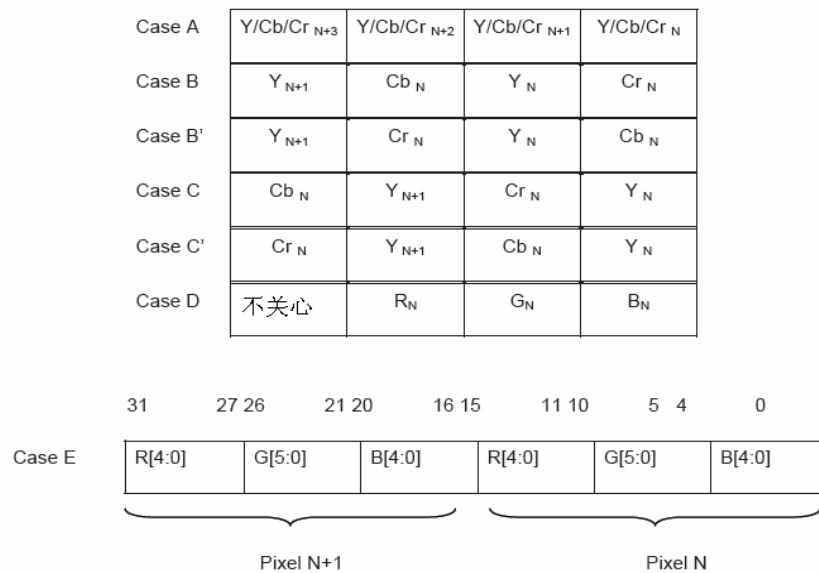 Case A Y/Cb/Cr N+3 Y/Cb/Cr N+2 Y/Cb/Cr N+1 Y/Cb/Cr N
Case B Y N+1 Cb N Y N Cr N
Case B’ Y N+1 Cr N Y N Cb N
Case C Cb N Y N+1 Cr N Y N
Case C’ Cr N Y N+1 Cb N Y N
Case D 不关心 RN GN BN
31 27 26 21 20 16 15 11 10 5 4 0
Case E R[4:0] G[5:0] B[4:0] R[4:0] G[5:0] B[4:0]
Pixel N+1 Pixel N